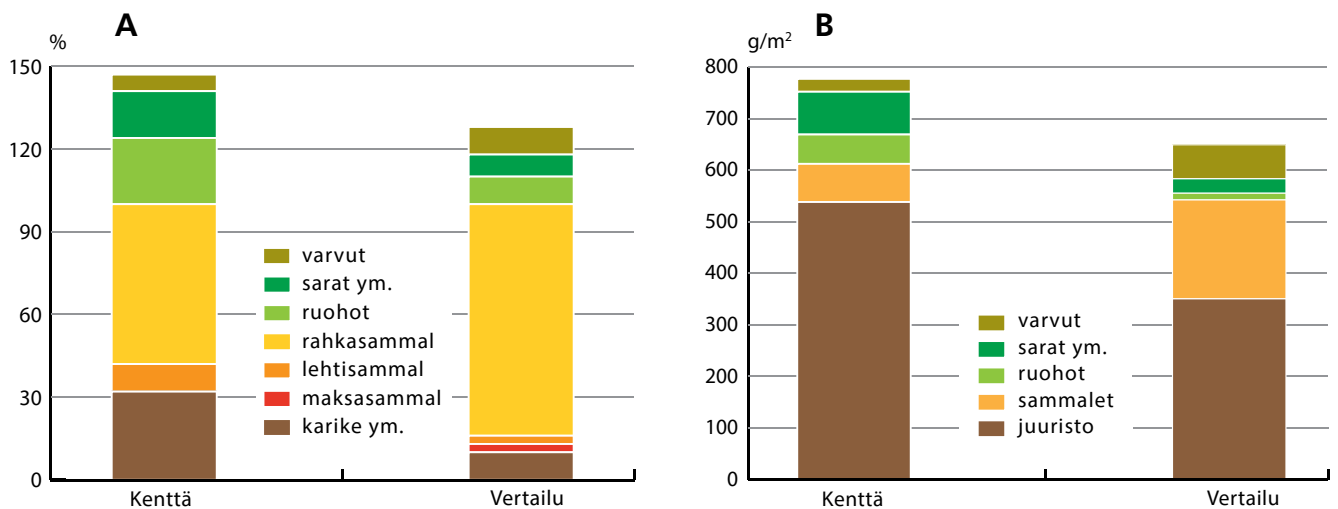 A
%
150
120
90
60
30
0
varvut
sarat ym.
ruohot
rahkasammal
lehtisammal
maksasammal
karike ym.
Kenttä
Vertailu
B
g/m²
800
700
600
500
400
300
200
100
0
varvut
sarat ym.
ruohot
sammalet
juuristo
Kenttä
Vertailu